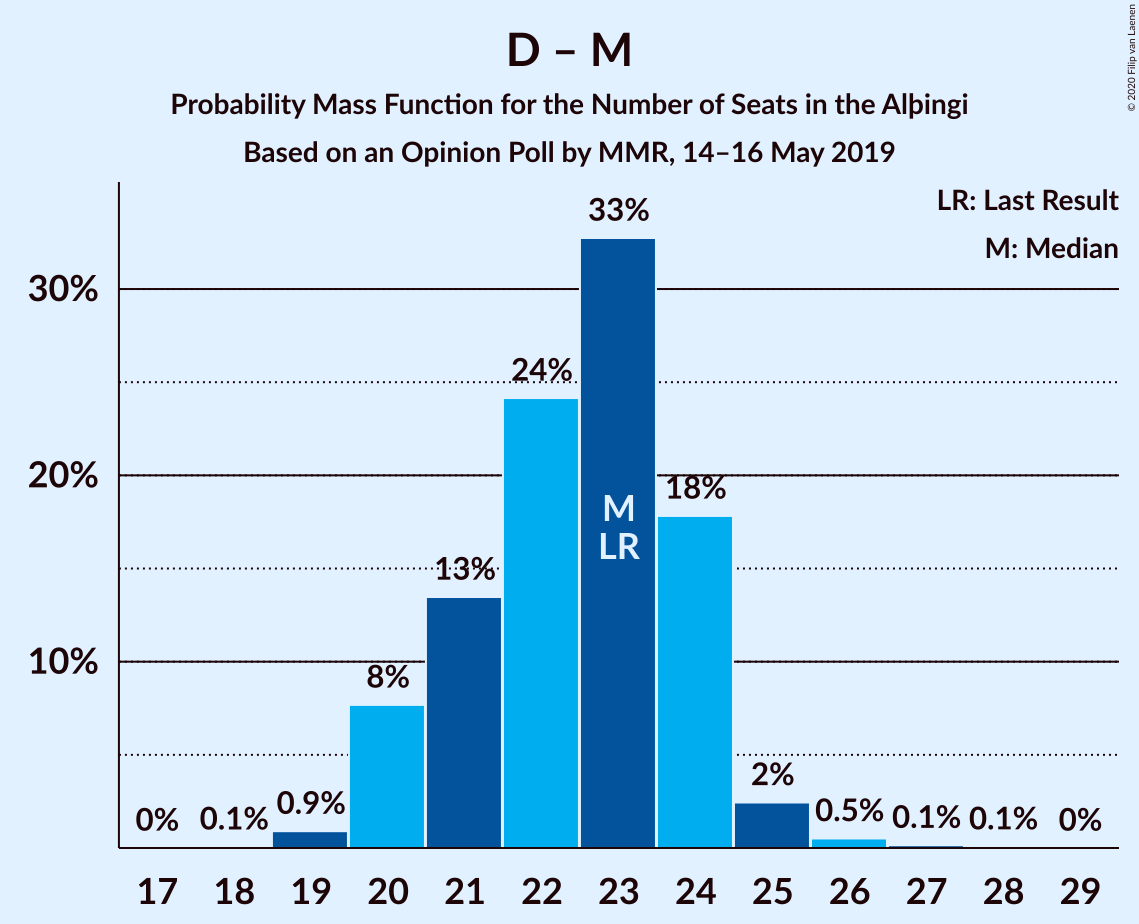 D – M
Probability Mass Function for the Number of Seats in the Alþingi
Based on an Opinion Poll by MMR, 14–16 May 2019
© 2020 Filip van Laenen
LR: Last Result
M: Median
30%
20%
10%
0%
0.1%
0.9%
8%
13%
24%
33%
18%
2%
0.5%
0.1%
0.1%
0%
M
LR
17 18 19 20 21 22 23 24 25 26 27 28 29